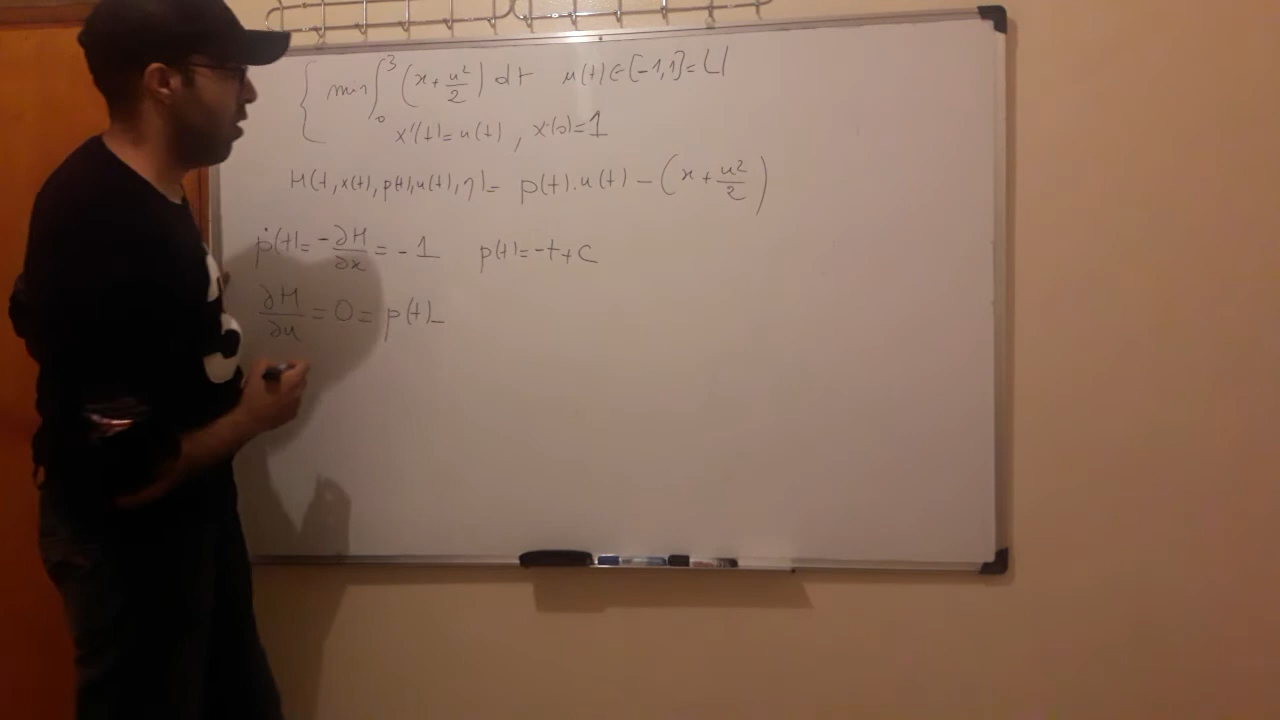 min ∫₀³ (x + u²/2) dt u(t) ∈ [-1,1] = U
x'(t) = u(t), x(0) = 1
H(t, x(t), p(t), u(t), η) = p(t).u(t) - (x + u²/2)
ṗ(t) = -∂H/∂x = -1 p(t) = -t + c
∂H/∂u = 0 = p(t) -